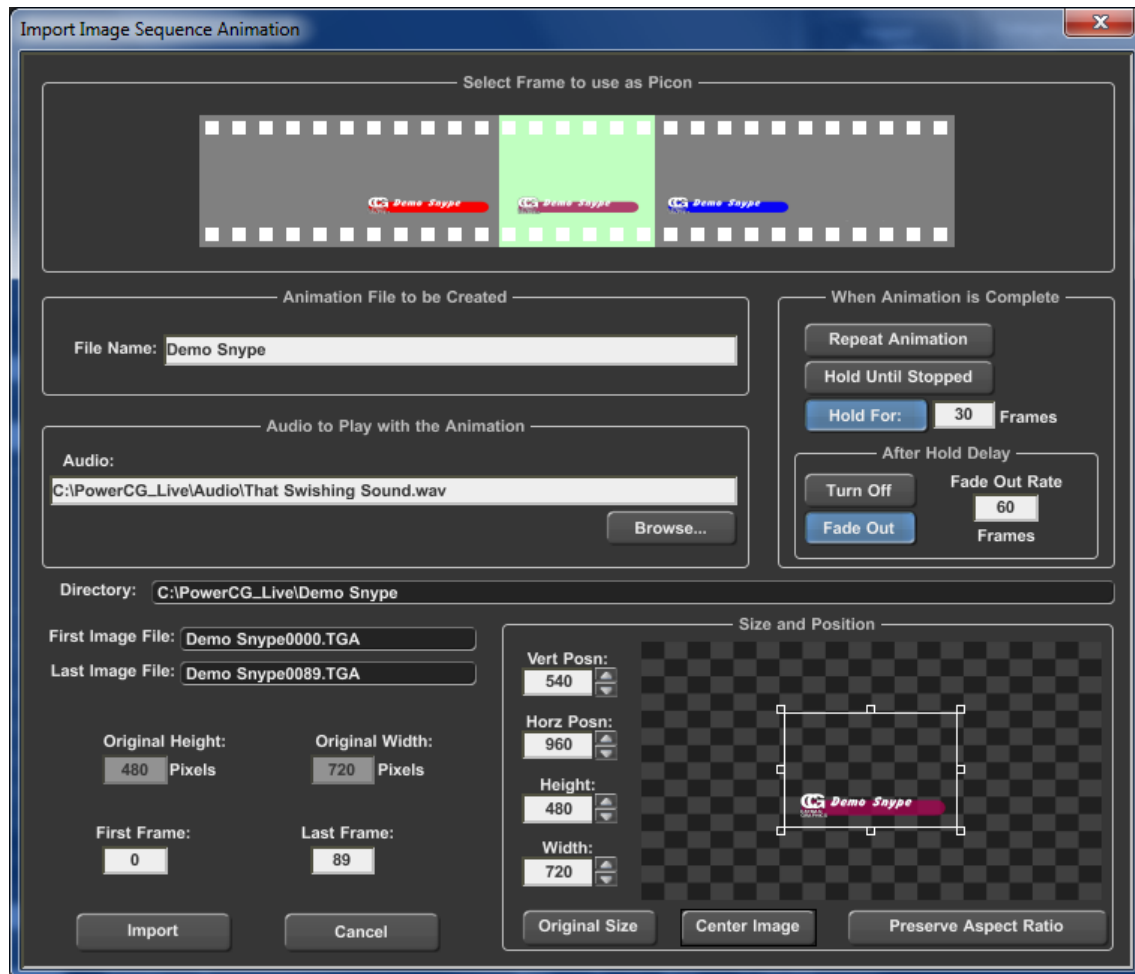 Import Image Sequence Animation
Select Frame to use as Picon
CG Demo Snype
CG Demo Snype
CG Demo Snype
Animation File to be Created
File Name: Demo Snype
Audio to Play with the Animation
Audio:
C:\PowerCG_Live\Audio\That Swishing Sound.wav
Browse...
When Animation is Complete
Repeat Animation
Hold Until Stopped
Hold For: 30 Frames
After Hold Delay
Turn Off
Fade Out
Fade Out Rate
60
Frames
Directory: C:\PowerCG_Live\Demo Snype
First Image File: Demo Snype0000.TGA
Last Image File: Demo Snype0089.TGA
Original Height:
480 Pixels
Original Width:
720 Pixels
First Frame:
0
Last Frame:
89
Import
Cancel
Size and Position
Vert Posn:
540
Horz Posn:
960
Height:
480
Width:
720
CG Demo Snype
GRAPHICS
Original Size
Center Image
Preserve Aspect Ratio